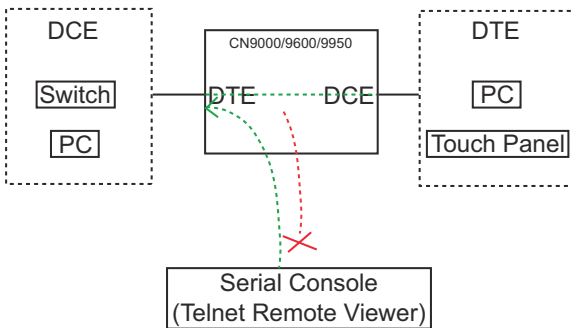 DCE
CN9000/9600/9950
DTE
Switch
DTE
DCE
PC
PC
Touch Panel
Serial Console
(Telnet Remote Viewer)